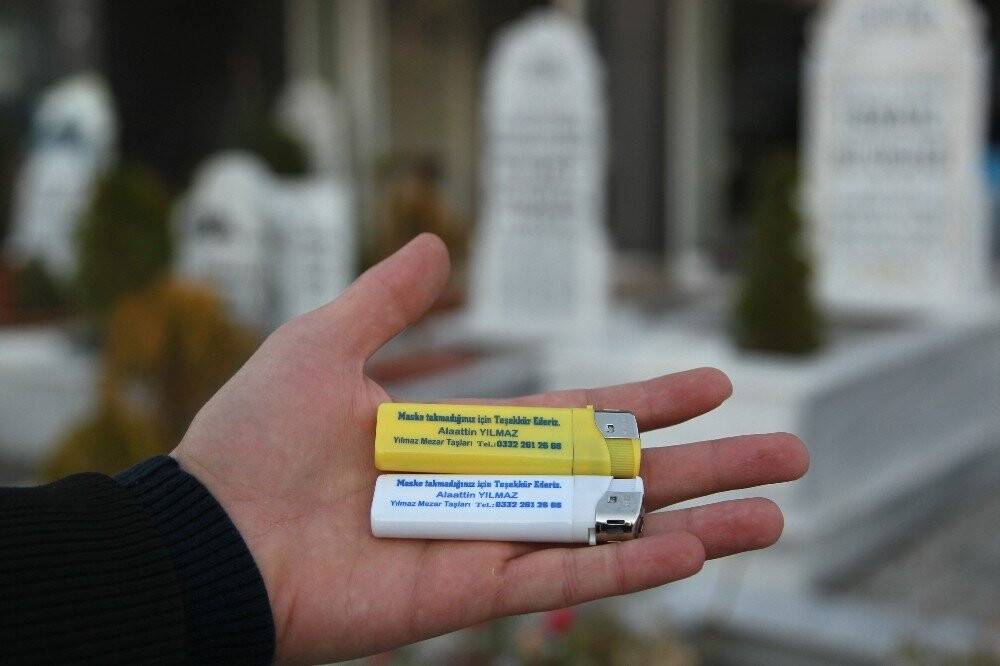 Maske takmadığınız için Teşekkür Ederiz.
Alaattin YILMAZ
Yılmaz Mezar Taşları Tel.:0332 261 26 66
Maske takmadığınız için Teşekkür Ederiz.
Alaattin YILMAZ
Yılmaz Mezar Taşları Tel.:0332 261 26 66